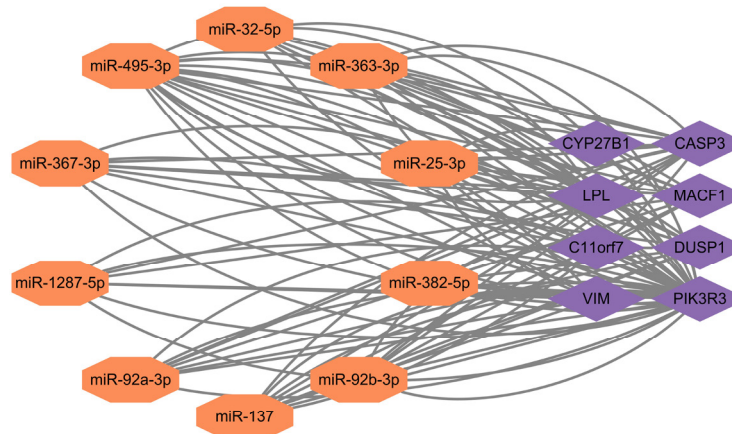 miR-32-5p
miR-495-3p
miR-363-3p
CYP27B1
CASP3
miR-367-3p
miR-25-3p
LPL
MACF1
C11orf7
DUSP1
miR-1287-5p
miR-382-5p
VIM
PIK3R3
miR-92a-3p
miR-92b-3p
miR-137